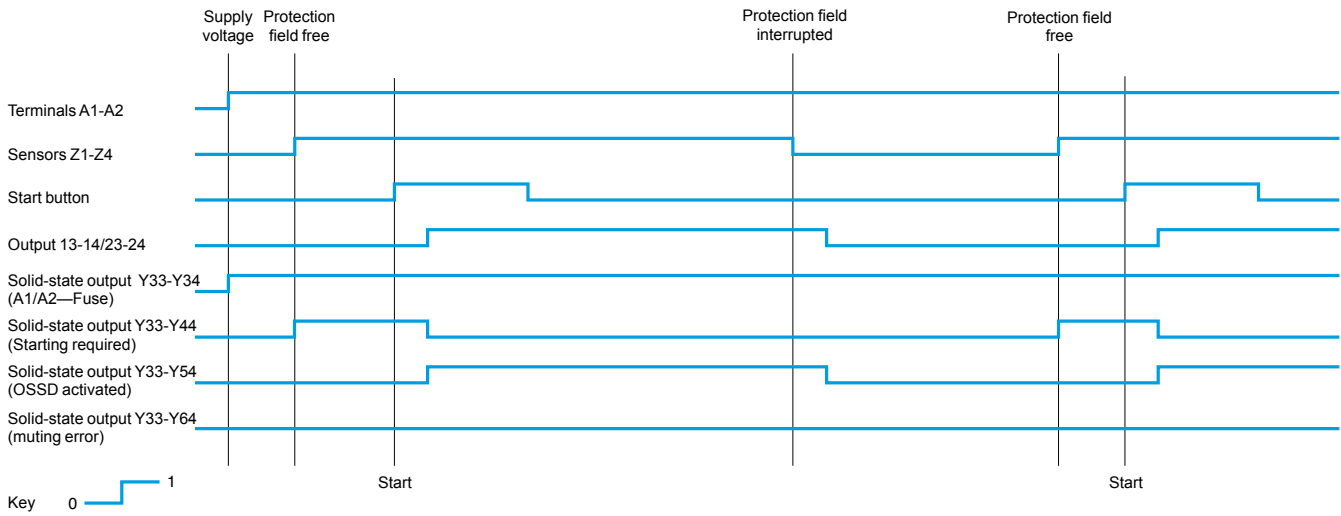 Supply voltage
Protection field free
Protection field interrupted
Protection field free
Terminals A1-A2
Sensors Z1-Z4
Start button
Output 13-14/23-24
Solid-state output Y33-Y34
(A1/A2—Fuse)
Solid-state output Y33-Y44
(Starting required)
Solid-state output Y33-Y54
(OSSD activated)
Solid-state output Y33-Y64
(muting error)
Start
Start
Key 0 1